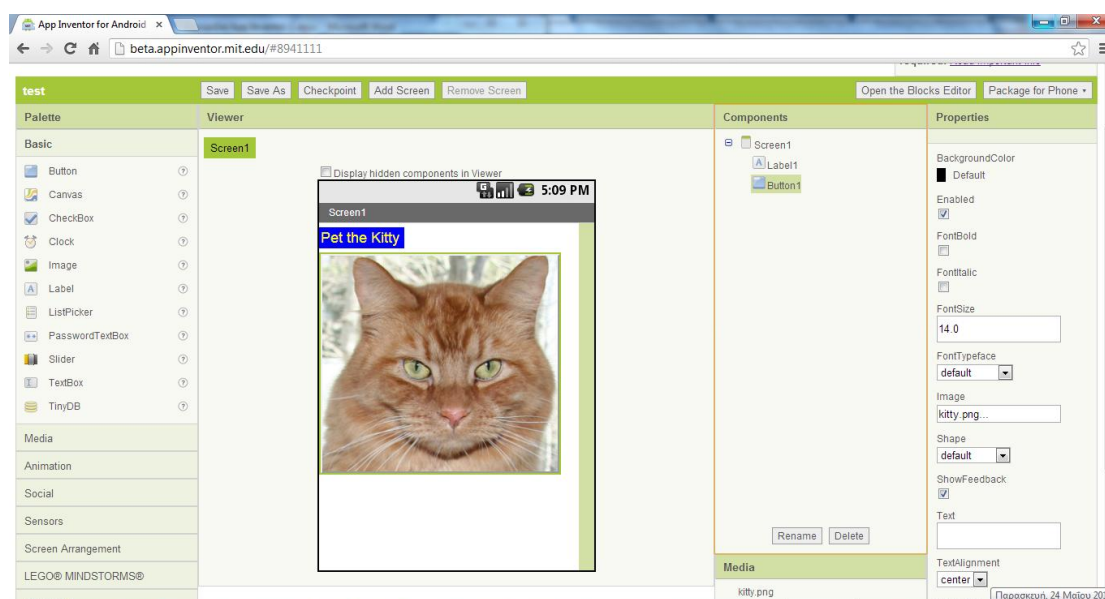 App Inventor for Android
beta.appinventor.mit.edu/#8941111
test
Save
Save As
Checkpoint
Add Screen
Remove Screen
Open the Blocks Editor
Package for Phone
Palette
Basic
Button
Canvas
CheckBox
Clock
Image
Label
ListPicker
PasswordTextBox
Slider
TextBox
TinyDB
Media
Animation
Social
Sensors
Screen Arrangement
LEGO® MINDSTORMS®
Viewer
Screen1
Display hidden components in Viewer
5:09 PM
Screen1
Pet the Kitty
Components
Screen1
Label1
Button1
Rename
Delete
Media
kitty.png
Properties
BackgroundColor
Default
Enabled
FontBold
FontItalic
FontSize
14.0
FontTypeface
default
Image
kitty.png...
Shape
default
ShowFeedback
Text
TextAlignment
center
Παρασκευή, 24 Μαΐου